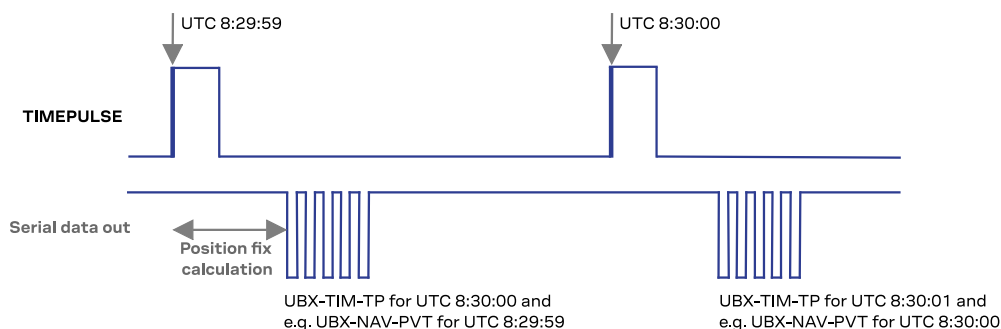 UTC 8:29:59
UTC 8:30:00
TIMEPULSE
Serial data out
Position fix
calculation
UBX-TIM-TP for UTC 8:30:00 and
e.g. UBX-NAV-PVT for UTC 8:29:59
UBX-TIM-TP for UTC 8:30:01 and
e.g. UBX-NAV-PVT for UTC 8:30:00